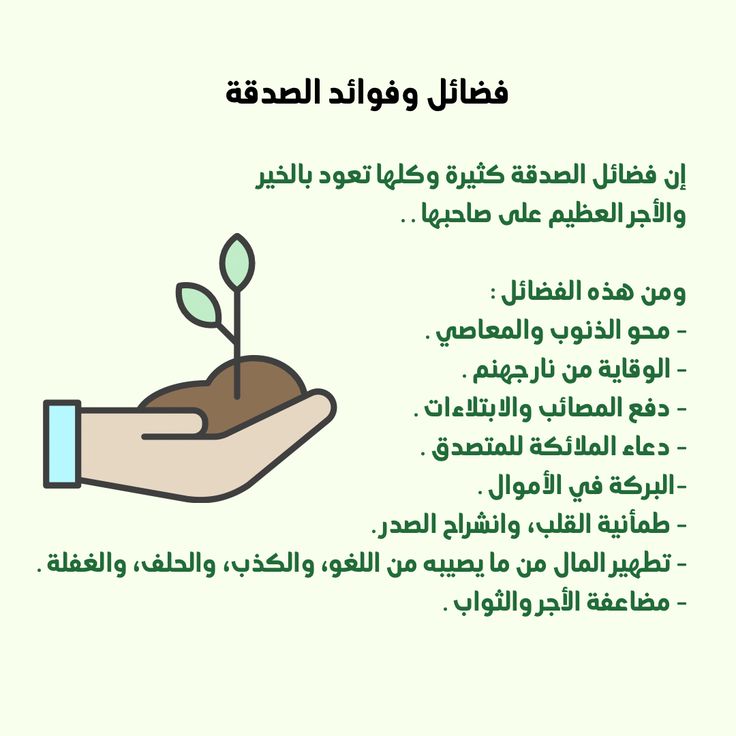 فضائل وفوائد الصدقة
إن فضائل الصدقة كثيرة وكلها تعود بالخير
والأجر العظيم على صاحبها ..
ومن هذه الفضائل :
- محو الذنوب والمعاصي .
- الوقاية من نار جهنم .
- دفع المصائب والابتلاءات .
- دعاء الملائكة للمتصدق .
-البركة في الأموال .
- طمأنية القلب، وانشراح الصدر.
- تطهير المال من ما يصيبه من اللغو، والكذب، والحلف، والغفلة .
- مضاعفة الأجر والثواب .